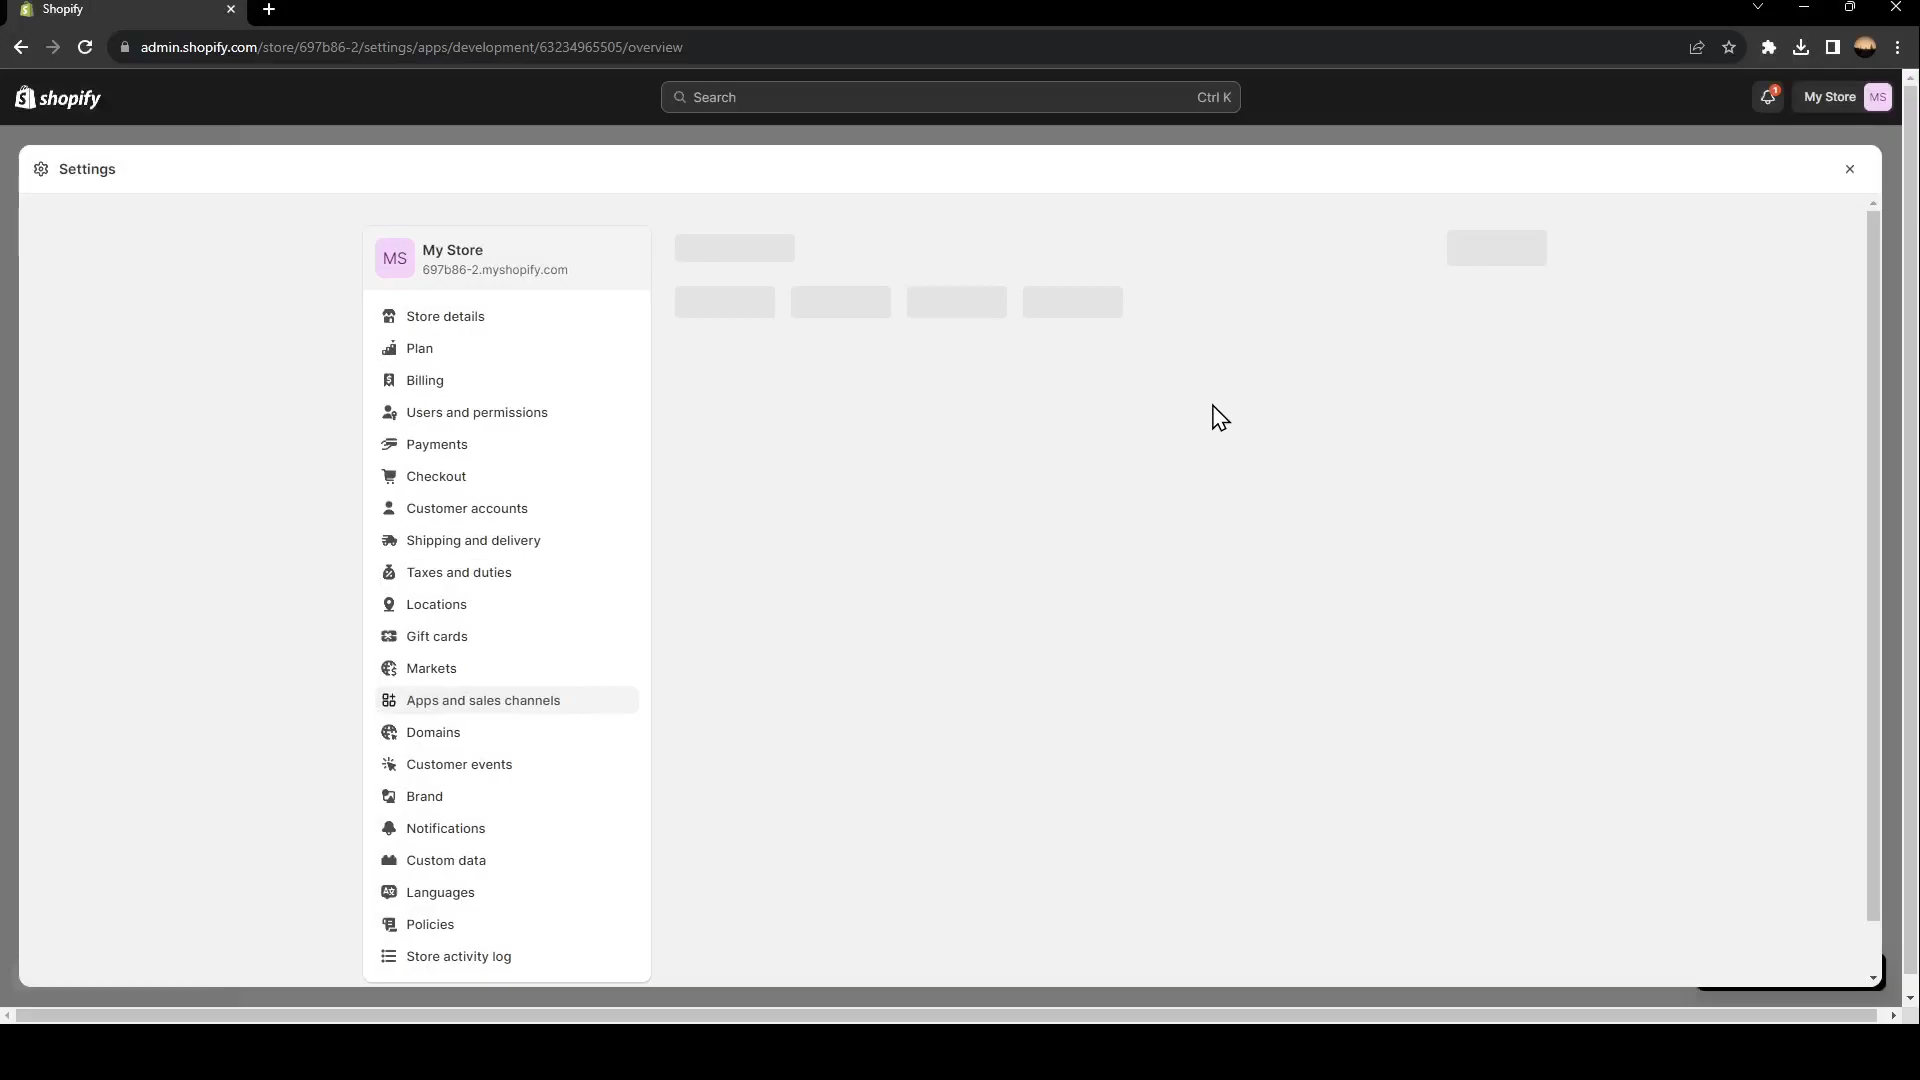 Shopify
admin.shopify.com/store/697b86-2/settings/apps/development/63234965505/overview
shopify
Search
Ctrl K
1
My Store
MS
Settings
MS
My Store
697b86-2.myshopify.com
Store details
Plan
Billing
Users and permissions
Payments
Checkout
Customer accounts
Shipping and delivery
Taxes and duties
Locations
Gift cards
Markets
Apps and sales channels
Domains
Customer events
Brand
Notifications
Custom data
Languages
Policies
Store activity log